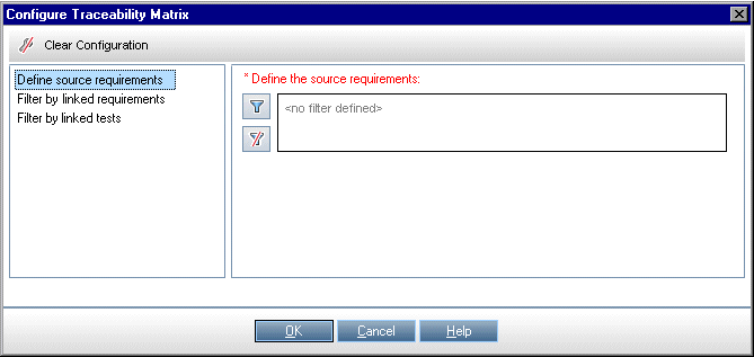 Configure Traceability Matrix
Clear Configuration
Define source requirements
Filter by linked requirements
Filter by linked tests
* Define the source requirements:
<no filter defined>
OK
Cancel
Help